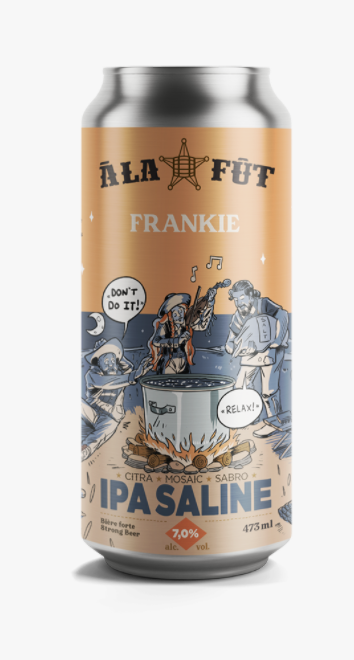 ÀLA FÛT
FRANKIE
"DON'T
DO IT!"
"RELAX!"
CITRA ★ MOSAIC ★ SABRO
IPA SALINE
Bière forte
Strong Beer
7,0%
alc. vol.
473 ml